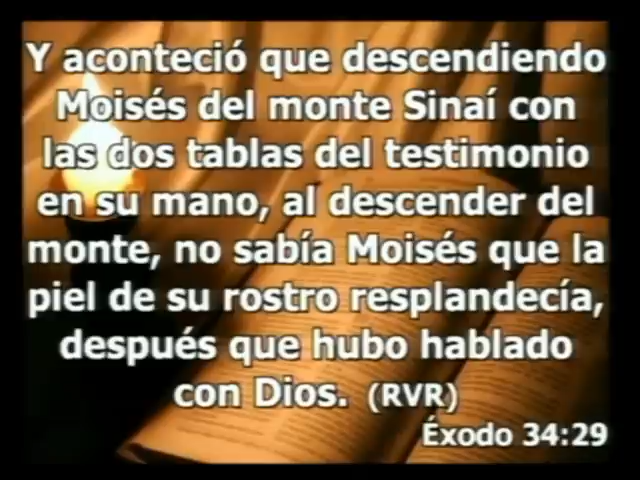 Y aconteció que descendiendo
Moisés del monte Sinaí con
las dos tablas del testimonio
en su mano, al descender del
monte, no sabía Moisés que la
piel de su rostro resplandecía,
después que hubo hablado
con Dios. (RVR)
Éxodo 34:29